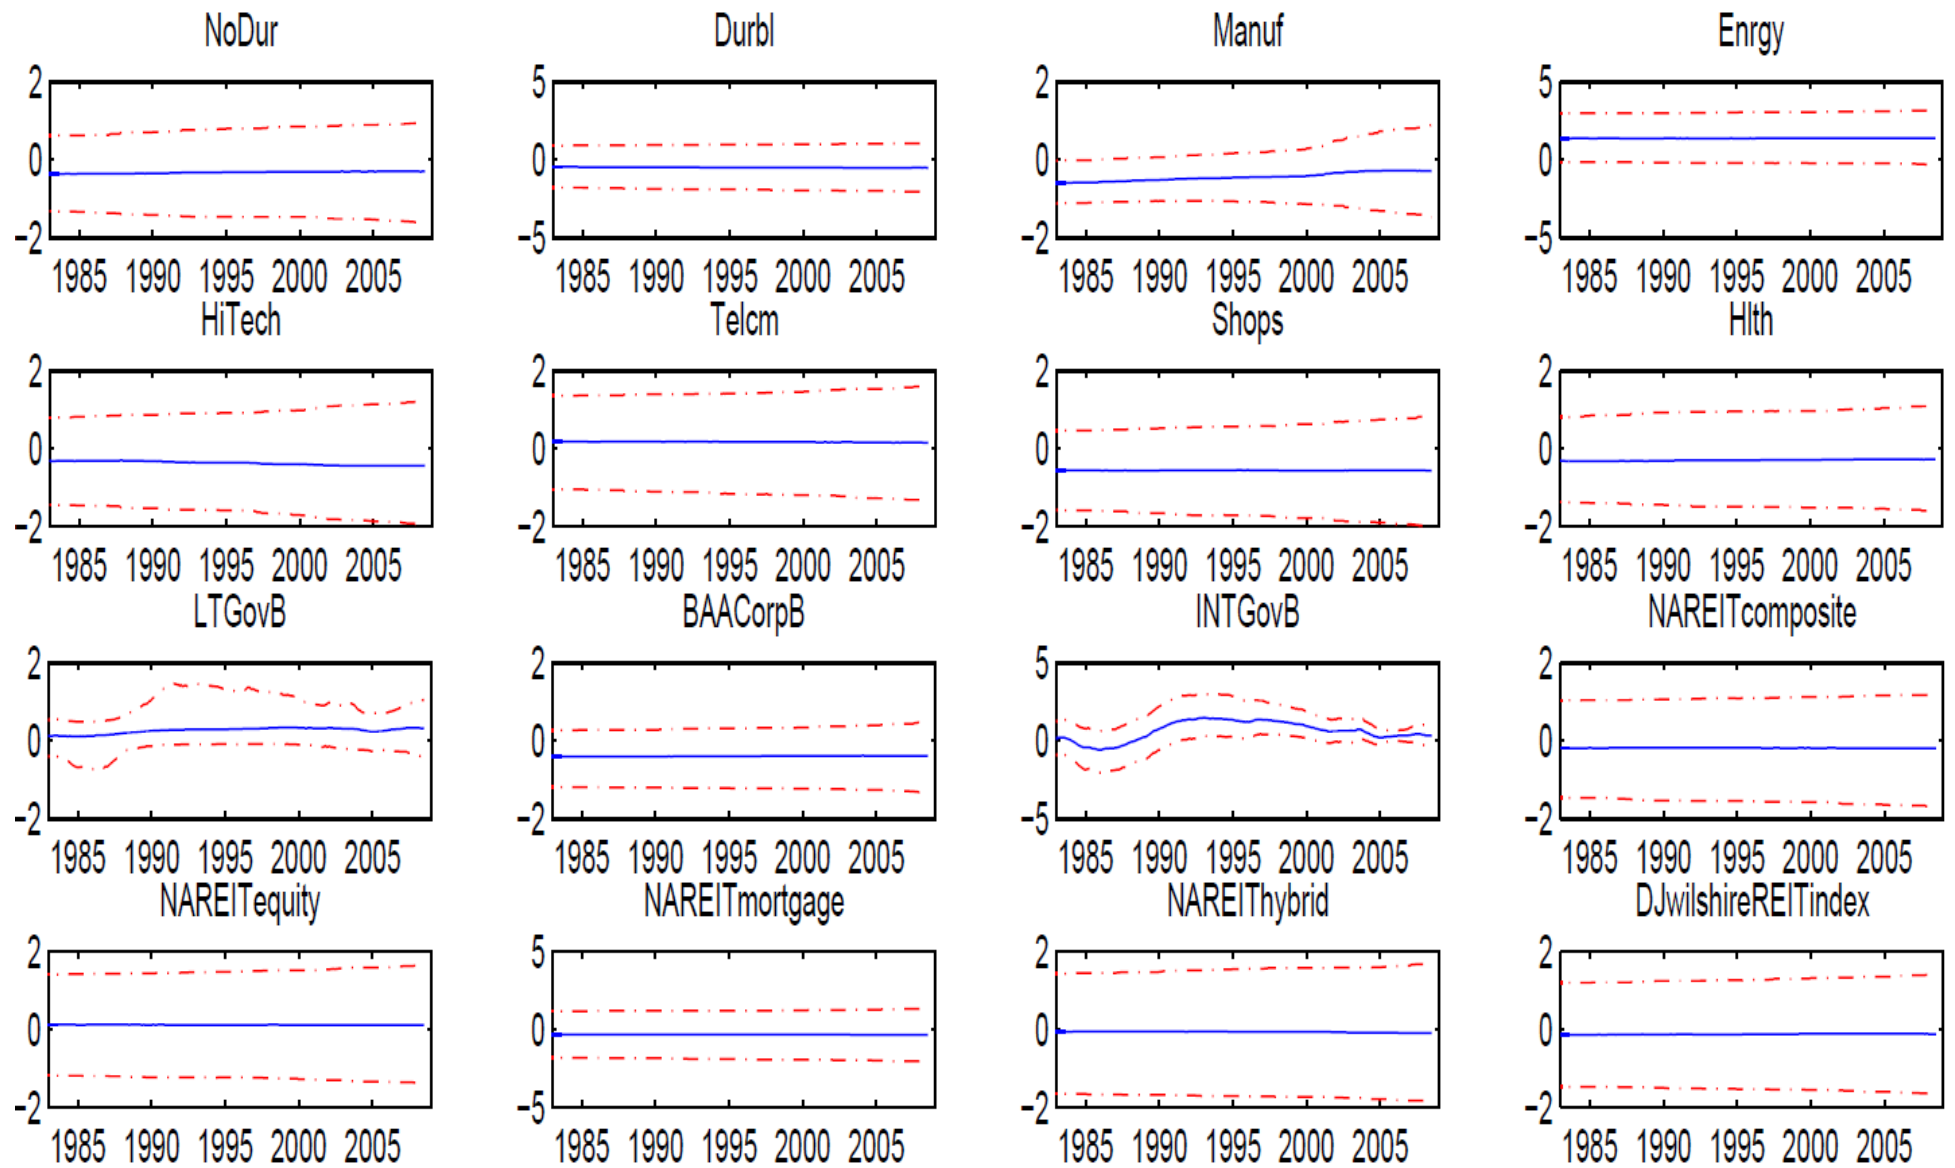 NoDur Durbl Manuf Enrgy
2 5 2 5
0 0 0 0
−2 −5 −2 −5
1985 1990 1995 2000 2005 1985 1990 1995 2000 2005 1985 1990 1995 2000 2005 1985 1990 1995 2000 2005
HiTech Telcm Shops Hlth
2 2 2 2
0 0 0 0
−2 −2 −2 −2
1985 1990 1995 2000 2005 1985 1990 1995 2000 2005 1985 1990 1995 2000 2005 1985 1990 1995 2000 2005
LTGovB BAACorpB INTGovB NAREITcomposite
2 2 5 2
0 0 0 0
−2 −2 −5 −2
1985 1990 1995 2000 2005 1985 1990 1995 2000 2005 1985 1990 1995 2000 2005 1985 1990 1995 2000 2005
NAREITequity NAREITmortgage NAREIThybrid DJwilshireREITindex
2 5 2 2
0 0 0 0
−2 −5 −2 −2
1985 1990 1995 2000 2005 1985 1990 1995 2000 2005 1985 1990 1995 2000 2005 1985 1990 1995 2000 2005